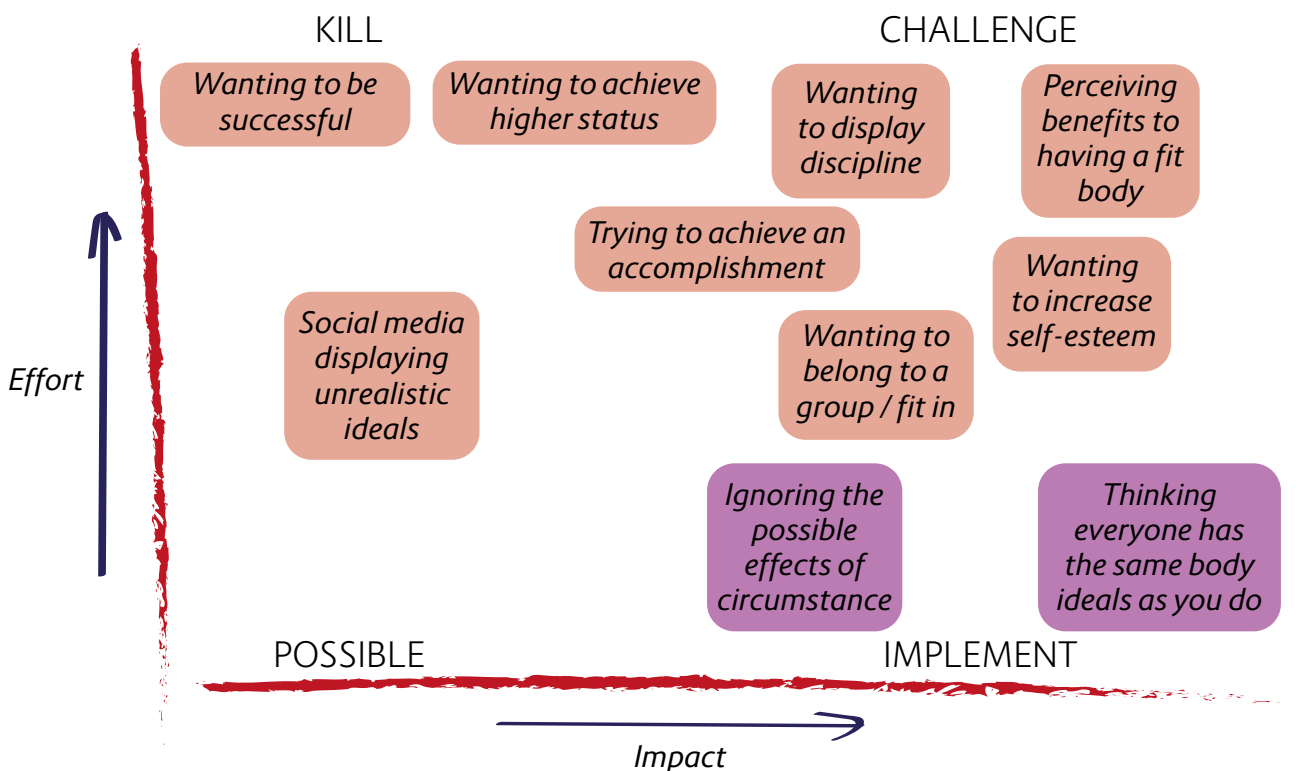 KILL
CHALLENGE
Wanting to be
successful
Wanting to achieve
higher status
Wanting
to display
discipline
Perceiving
benefits to
having a fit
body
Trying to achieve an
accomplishment
Wanting
to increase
self-esteem
Social media
displaying
unrealistic
ideals
Wanting to
belong to a
group / fit in
Effort
Ignoring the
possible
effects of
circumstance
Thinking
everyone has
the same body
ideals as you do
POSSIBLE
IMPLEMENT
Impact